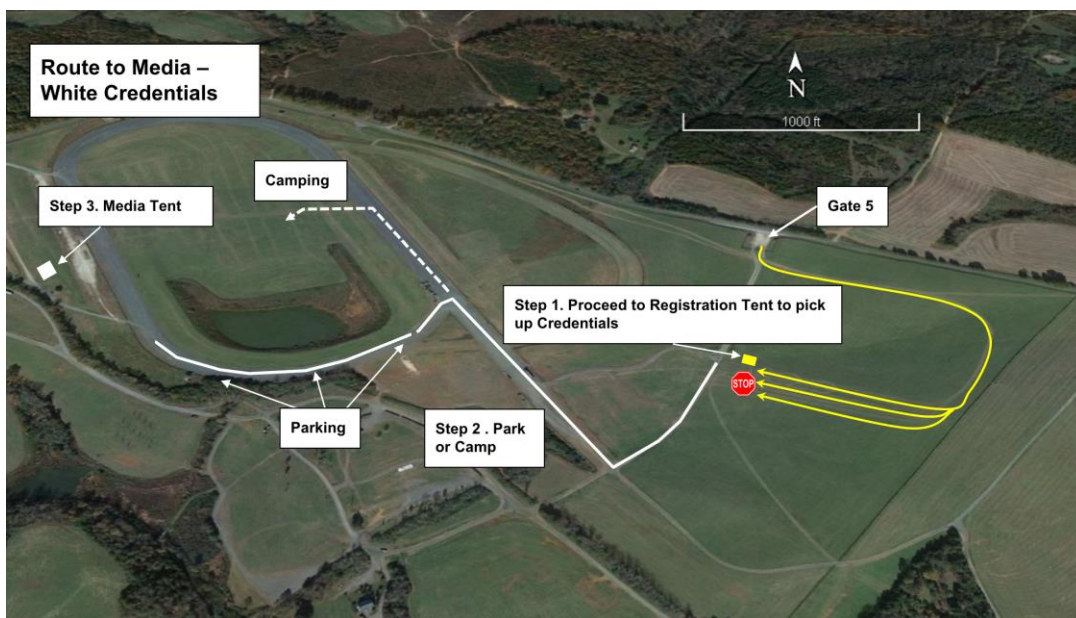 Route to Media –
White Credentials
N
1000 ft
Camping
Step 3. Media Tent
Gate 5
Step 1. Proceed to Registration Tent to pick
up Credentials
STOP
Parking
Step 2 . Park
or Camp